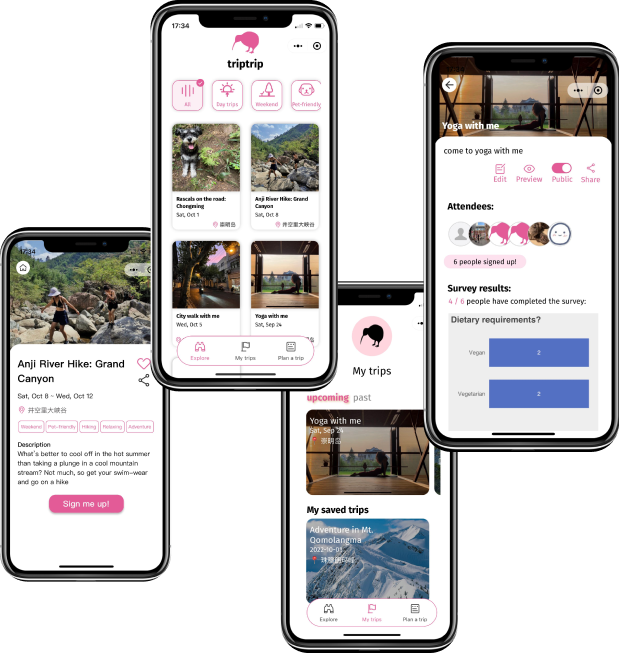 17:34
triptrip
All
Day trips
Weekend
Pet-friendly
Rascals on the road:
Chongming
Sat, Oct 1
崇明岛
Anji River Hike: Grand
Canyon
Sat, Oct 8
井空里大峡谷
City walk with me
Wed, Oct 5
Yoga with me
Sat, Sep 24
Explore
My trips
Plan a trip
17:34
Yoga with me
come to yoga with me
Edit
Preview
Public
Share
Attendees:
6 people signed up!
Survey results:
4 / 6 people have completed the survey:
Dietary requirements?
Vegan
2
Vegetarian
2
17:34
Anji River Hike: Grand
Canyon
Sat, Oct 8 ~ Wed, Oct 12
井空里大峡谷
Weekend
Pet-friendly
Hiking
Relaxing
Adventure
Description
What's better to cool off in the hot summer
than taking a plunge in a cool mountain
stream? Not much, so get your swim-wear
and go on a hike
Sign me up!
My trips
upcoming past
Yoga with me
Sat, Sep 24
崇明岛
My saved trips
Adventure in Mt.
Qomolangma
2022-10-01
Explore
My trips
Plan a trip